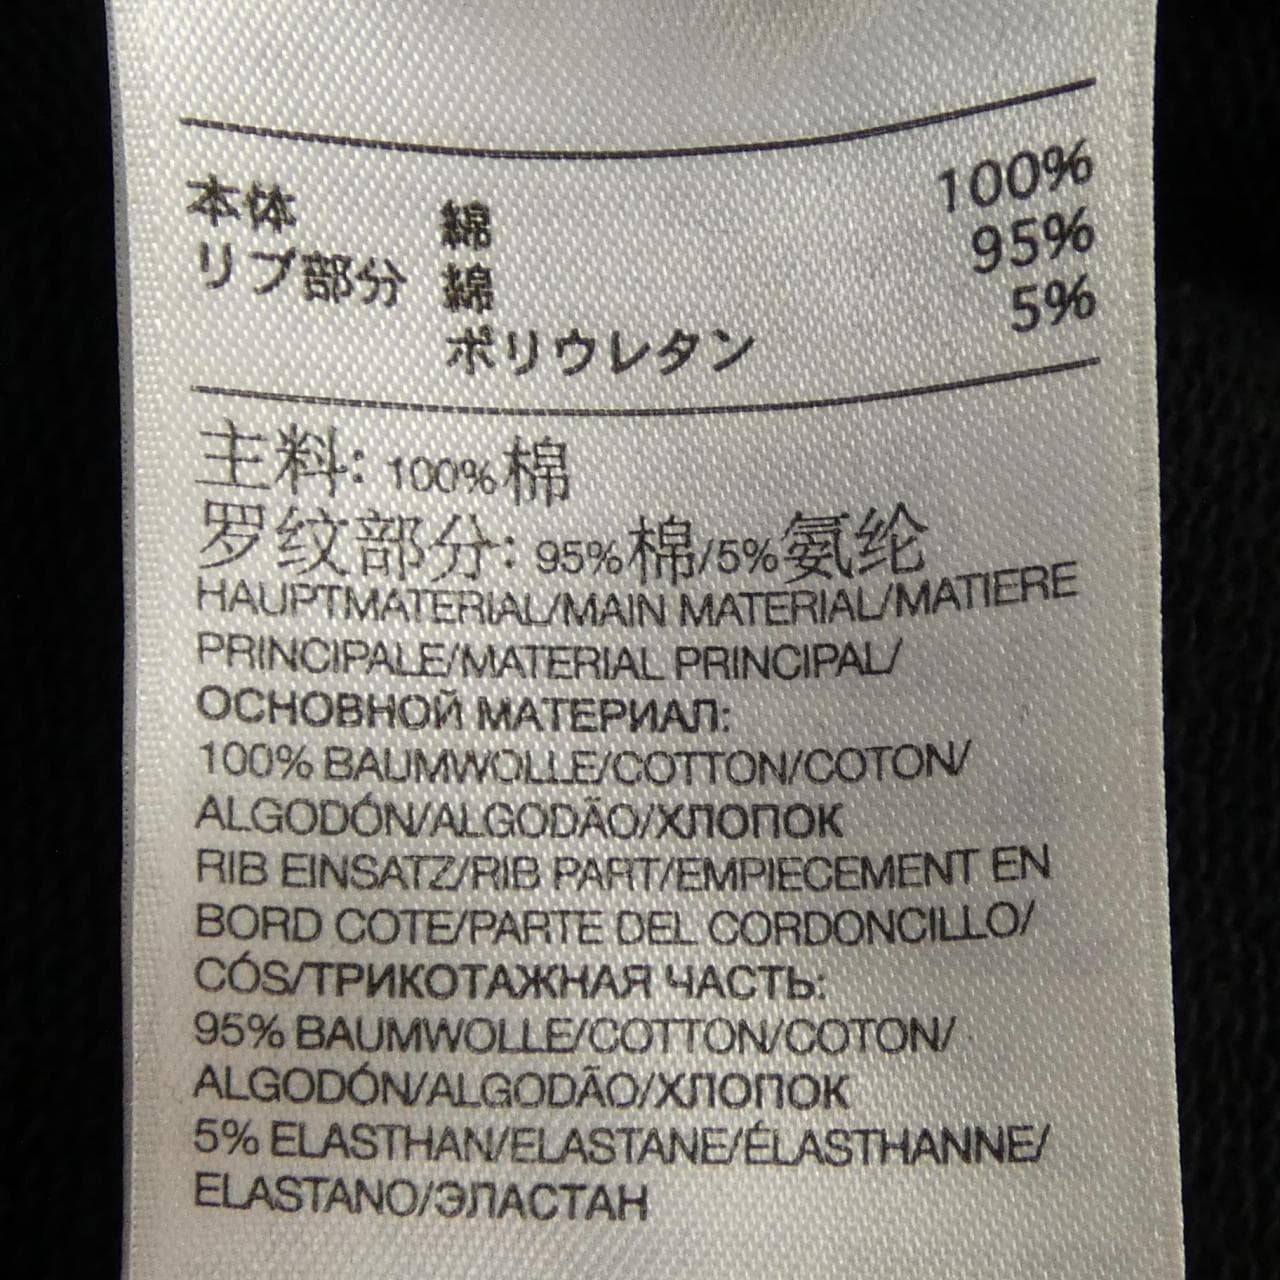 本体 綿 100%
リブ部分 綿 95%
ポリウレタン 5%
主料: 100%棉
罗纹部分: 95%棉/5%氨纶
HAUPTMATERIAL/MAIN MATERIAL/MATIERE
PRINCIPALE/MATERIAL PRINCIPAL/
ОСНОВНОЙ МАТЕРИАЛ:
100% BAUMWOLLE/COTTON/COTON/
ALGODÓN/ALGODÃO/ХЛОПОК
RIB EINSATZ/RIB PART/EMPIECEMENT EN
BORD COTE/PARTE DEL CORDONCILLO/
CÓS/ТРИКОТАЖНАЯ ЧАСТЬ:
95% BAUMWOLLE/COTTON/COTON/
ALGODÓN/ALGODÃO/ХЛОПОК
5% ELASTHAN/ELASTANE/ÉLASTHANNE/
ELASTANO/ЭЛАСТАН